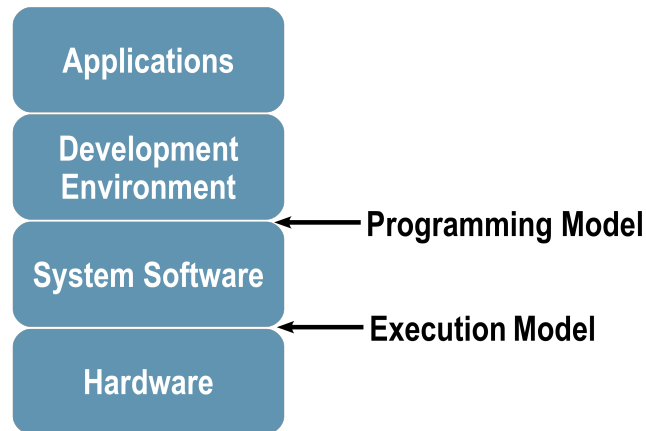 Applications
Development
Environment
Programming Model
System Software
Execution Model
Hardware